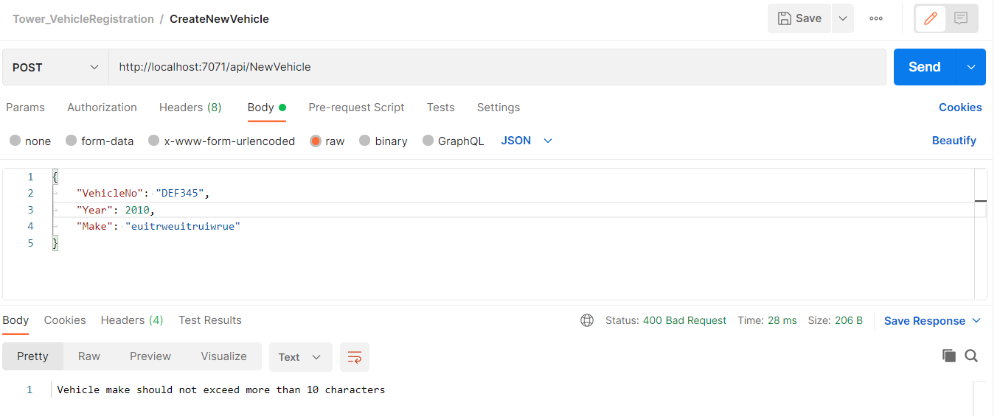 Tower_VehicleRegistration / CreateNewVehicle Save
POST http://localhost:7071/api/NewVehicle Send
Params Authorization Headers (8) Body Pre-request Script Tests Settings Cookies
none form-data x-www-form-urlencoded raw binary GraphQL JSON Beautify
1 {
2 "VehicleNo": "DEF345",
3 "Year": 2010,
4 "Make": "euitrweuitruiwrue"
5 }
Body Cookies Headers (4) Test Results Status: 400 Bad Request Time: 28 ms Size: 206 B Save Response
Pretty Raw Preview Visualize Text
1 Vehicle make should not exceed more than 10 characters